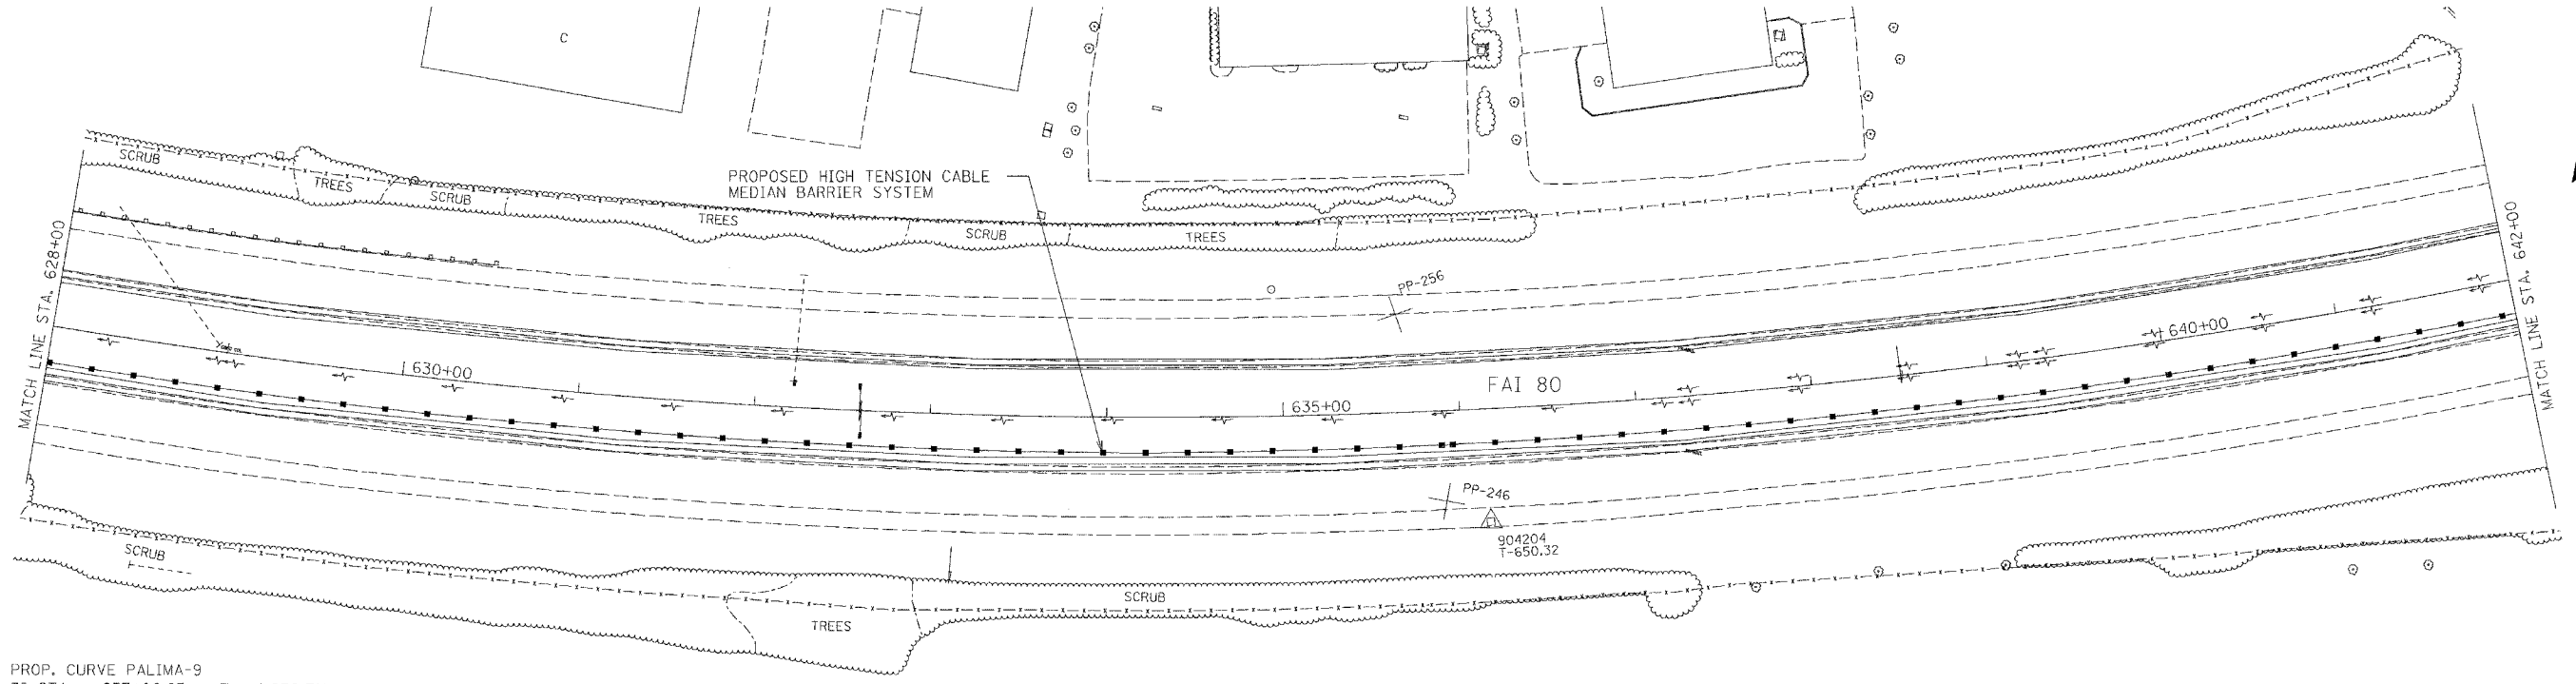 C
SCRUB
TREES
SCRUB
PROPOSED HIGH TENSION CABLE
MEDIAN BARRIER SYSTEM
TREES
SCRUB
TREES
MATCH LINE STA. 628+00
MATCH LINE STA. 642+00
PP-256
640+00
630+00
FAI 80
635+00
PP-246
904204
T-650.32
SCRUB
SCRUB
TREES
PROP. CURVE PALIMA-9